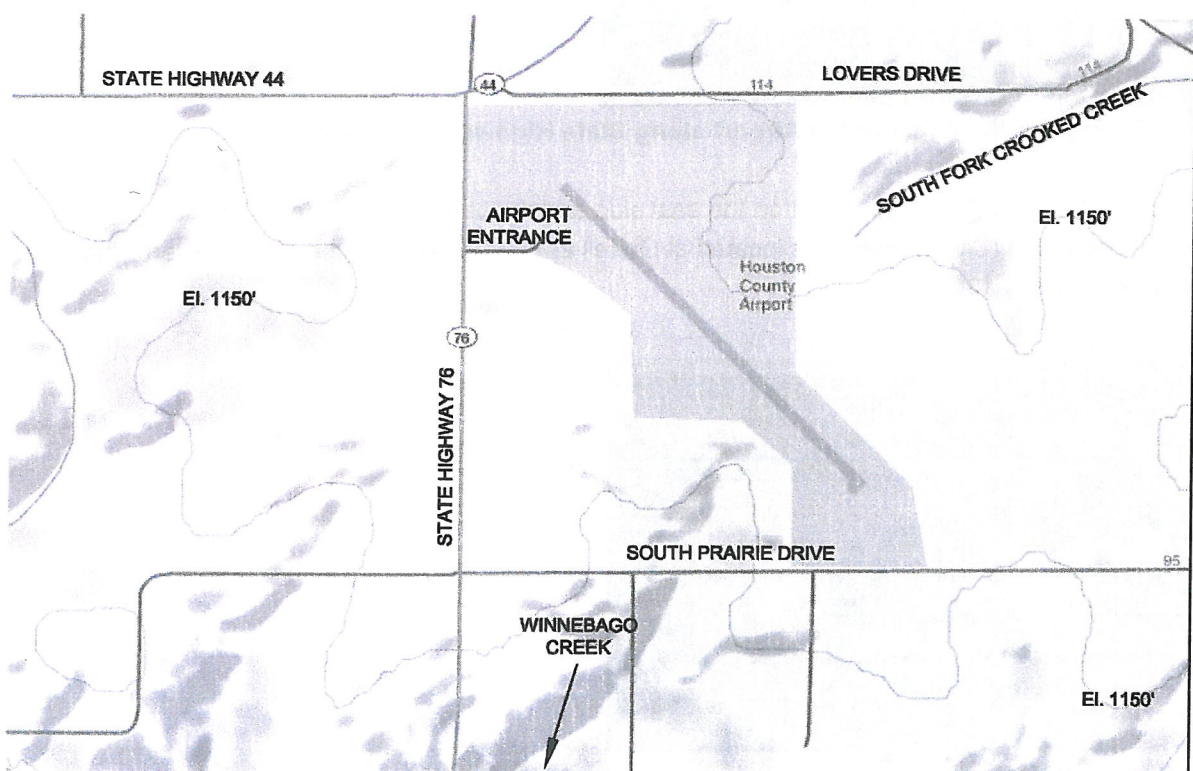 STATE HIGHWAY 44
44
114
LOVERS DRIVE
114
SOUTH FORK CROOKED CREEK
AIRPORT
ENTRANCE
El. 1150'
Houston
County
Airport
El. 1150'
76
STATE HIGHWAY 76
SOUTH PRAIRIE DRIVE
95
WINNEBAGO
CREEK
El. 1150'